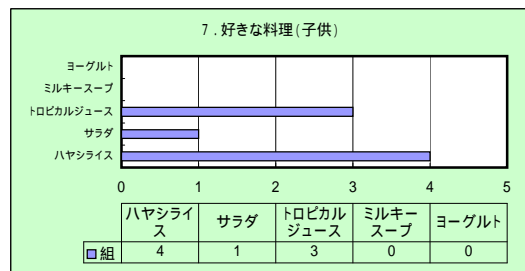 7．好きな料理(子供)
ヨーグルト
ミルキースープ
トロピカルジュース
サラダ
ハヤシライス
0 1 2 3 4 5
ハヤシライ
ス
サラダ
トロピカル
ジュース
ミルキー
スープ
ヨーグルト
組 4 1 3 0 0